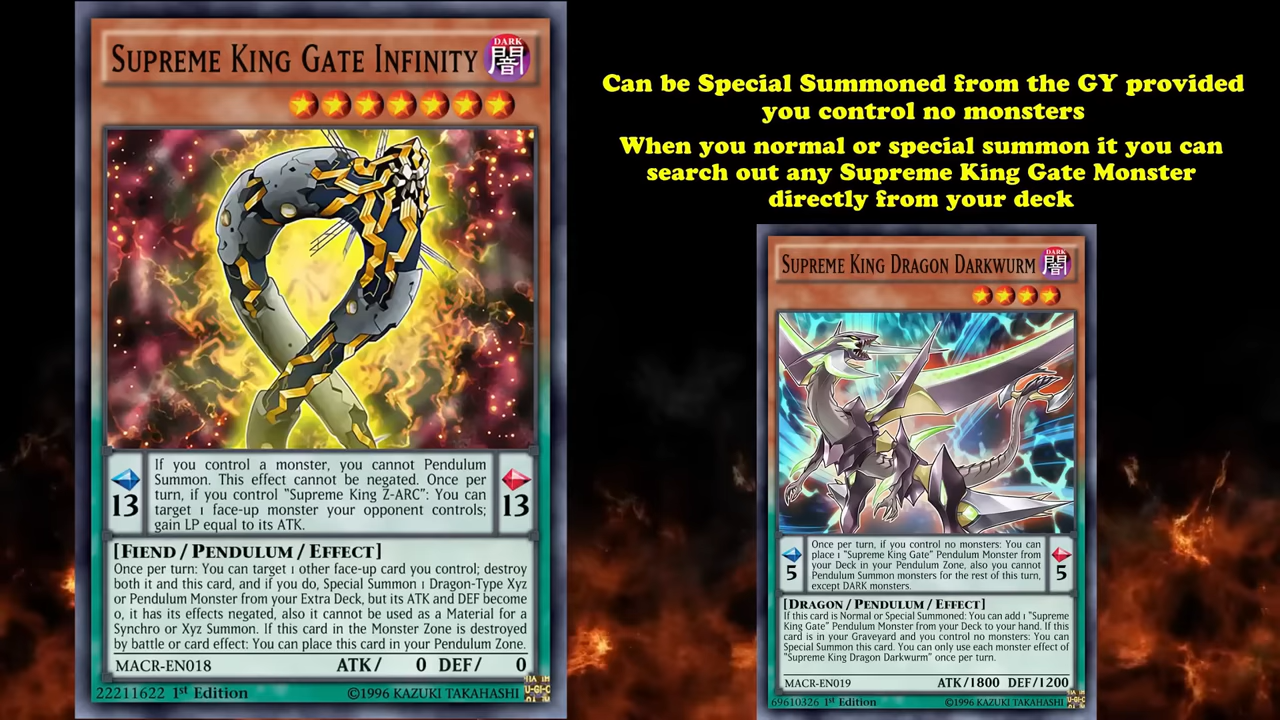 SUPREME KING GATE INFINITY
DARK
闇
13
13
If you control a monster, you cannot Pendulum
Summon. This effect cannot be negated. Once per
turn, if you control "Supreme King Z-ARC": You can
target 1 face-up monster your opponent controls;
gain LP equal to its ATK.
[FIEND / PENDULUM / EFFECT]
Once per turn: You can target 1 other face-up card you control; destroy
both it and this card, and if you do, Special Summon 1 Dragon-Type Xyz
or Pendulum Monster from your Extra Deck, but its ATK and DEF become
0, it has its effects negated, also it cannot be used as a Material for a
Synchro or Xyz Summon. If this card in the Monster Zone is destroyed
by battle or card effect: You can place this card in your Pendulum Zone.
MACR-EN018 ATK/ 0 DEF/ 0
22211622 1st Edition ©1996 KAZUKI TAKAHASHI
Can be Special Summoned from the GY provided
you control no monsters
When you normal or special summon it you can
search out any Supreme King Gate Monster
directly from your deck
SUPREME KING DRAGON DARKWURM
DARK
闇
5
5
Once per turn, if you control no monsters: You can
place 1 "Supreme King Gate" Pendulum Monster from
your Deck in your Pendulum Zone, also you cannot
Pendulum Summon monsters for the rest of this turn,
except DARK monsters.
[DRAGON / PENDULUM / EFFECT]
If this card is Normal or Special Summoned: You can add 1 "Supreme
King Gate" Pendulum Monster from your Deck to your hand. If this
card is in your Graveyard and you control no monsters: You can
Special Summon this card. You can only use each monster effect of
"Supreme King Dragon Darkwurm" once per turn.
MACR-EN019 ATK/1800 DEF/1200
69610326 1st Edition ©1996 KAZUKI TAKAHASHI